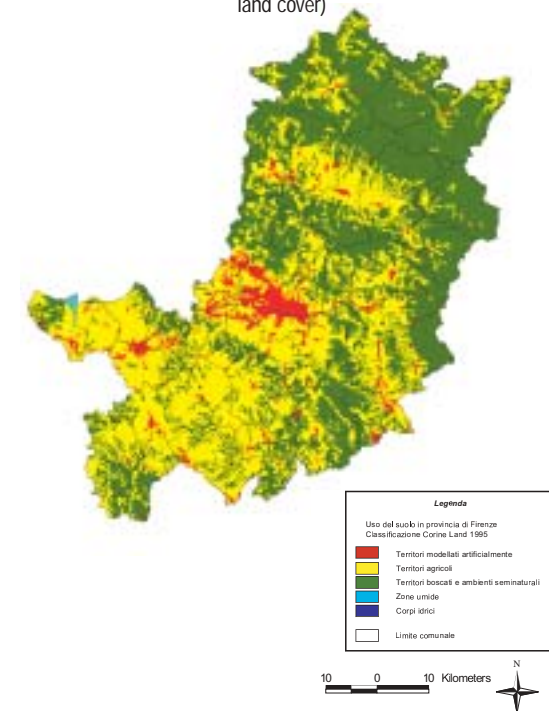 land cover)
Legenda
Uso del suolo in provincia di Firenze
Classificazione Corine Land 1995
Territori modellati artificialmente
Territori agricoli
Territori boscati e ambienti seminaturali
Zone umide
Corpi idrici
Limite comunale
10 0 10 Kilometers
N